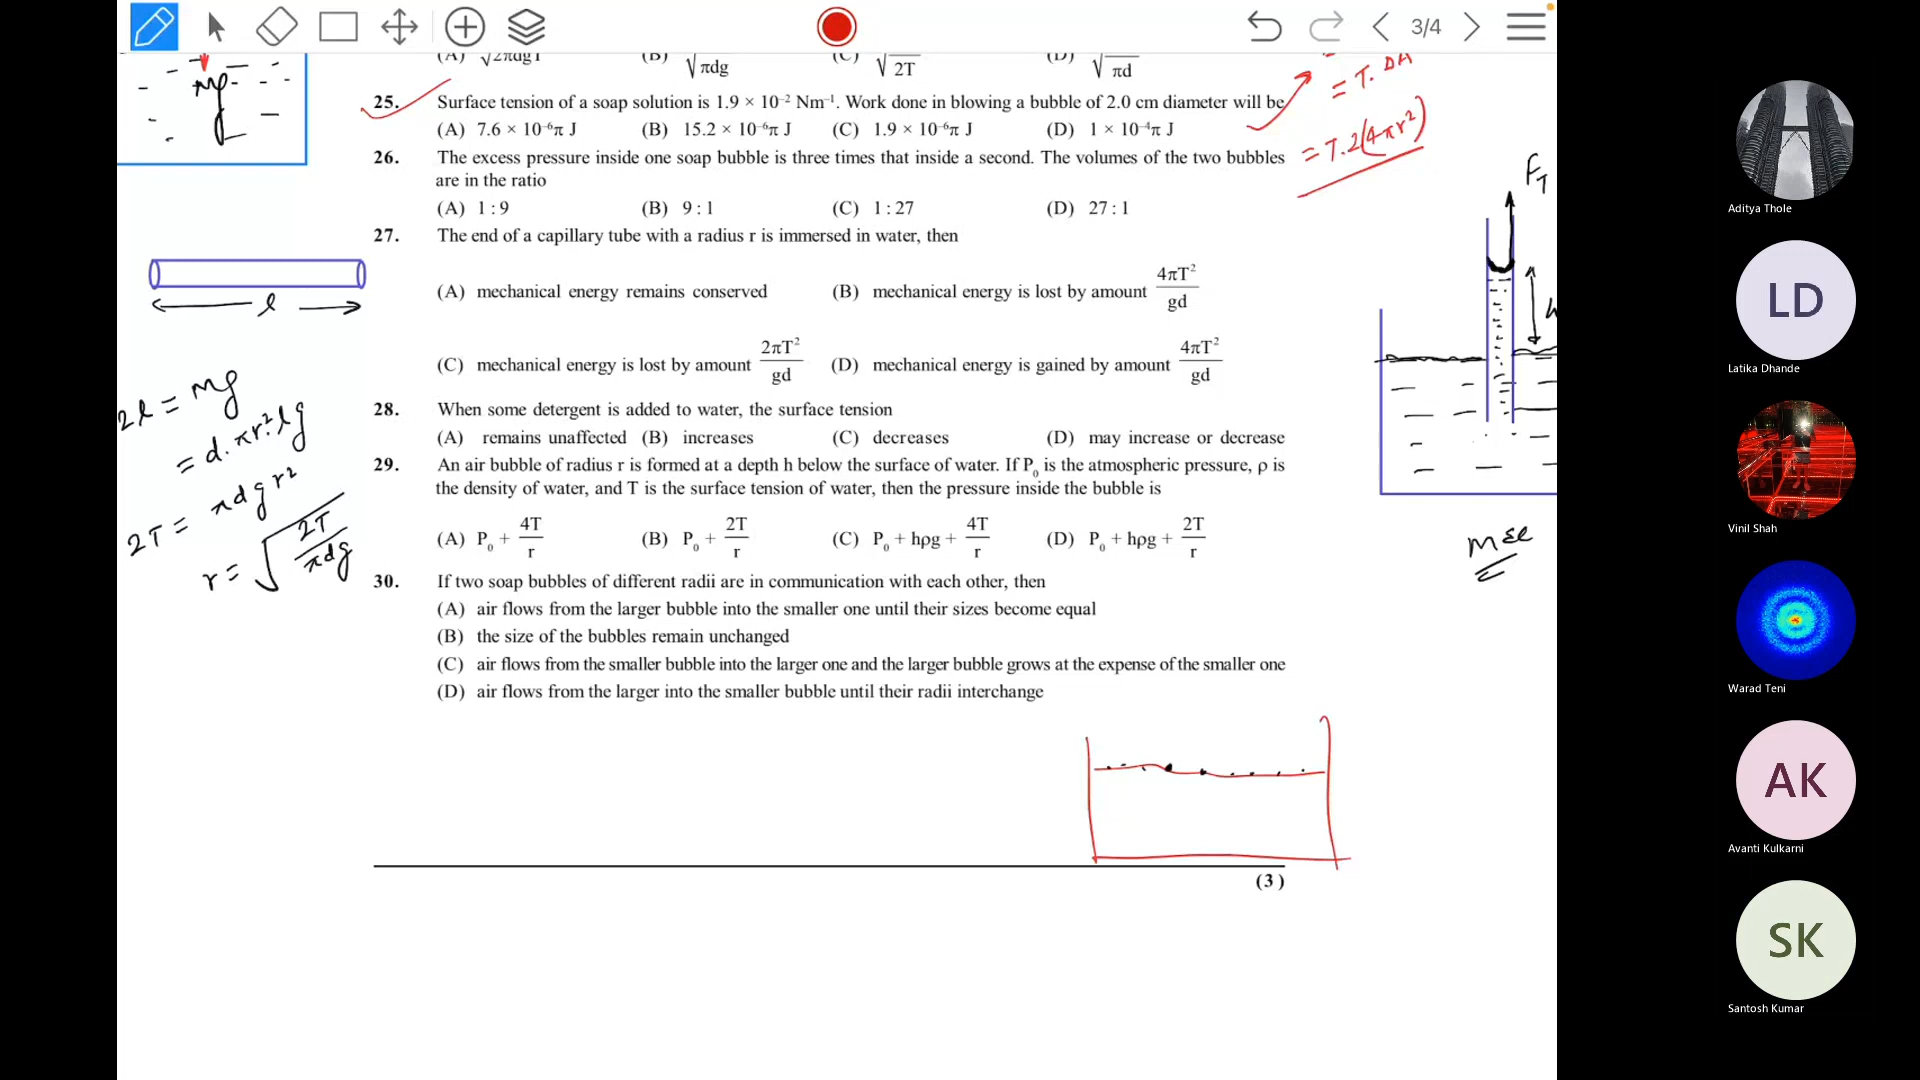 3/4
(A) √2πdgT (B) √πdg (C) √2T (D) √πd
25. Surface tension of a soap solution is 1.9 × 10⁻² Nm⁻¹. Work done in blowing a bubble of 2.0 cm diameter will be
(A) 7.6 × 10⁻⁶π J (B) 15.2 × 10⁻⁶π J (C) 1.9 × 10⁻⁶π J (D) 1 × 10⁻⁴π J
26. The excess pressure inside one soap bubble is three times that inside a second. The volumes of the two bubbles
are in the ratio
(A) 1 : 9 (B) 9 : 1 (C) 1 : 27 (D) 27 : 1
27. The end of a capillary tube with a radius r is immersed in water, then
(A) mechanical energy remains conserved (B) mechanical energy is lost by amount 4πT²/gd
(C) mechanical energy is lost by amount 2πT²/gd (D) mechanical energy is gained by amount 4πT²/gd
28. When some detergent is added to water, the surface tension
(A) remains unaffected (B) increases (C) decreases (D) may increase or decrease
29. An air bubble of radius r is formed at a depth h below the surface of water. If P₀ is the atmospheric pressure, ρ is
the density of water, and T is the surface tension of water, then the pressure inside the bubble is
(A) P₀ + 4T/r (B) P₀ + 2T/r (C) P₀ + hρg + 4T/r (D) P₀ + hρg + 2T/r
30. If two soap bubbles of different radii are in communication with each other, then
(A) air flows from the larger bubble into the smaller one until their sizes become equal
(B) the size of the bubbles remain unchanged
(C) air flows from the smaller bubble into the larger one and the larger bubble grows at the expense of the smaller one
(D) air flows from the larger into the smaller bubble until their radii interchange
(3)
mg
l
2l = mg
= d.πr².lg
2T = πdgr²
r = √2T/πdg
= T. ΔA
= T.2(4πr²)
F_T
h
Aditya Thole
LD
Latika Dhande
Vinil Shah
Warad Teni
AK
Avanti Kulkarni
SK
Santosh Kumar